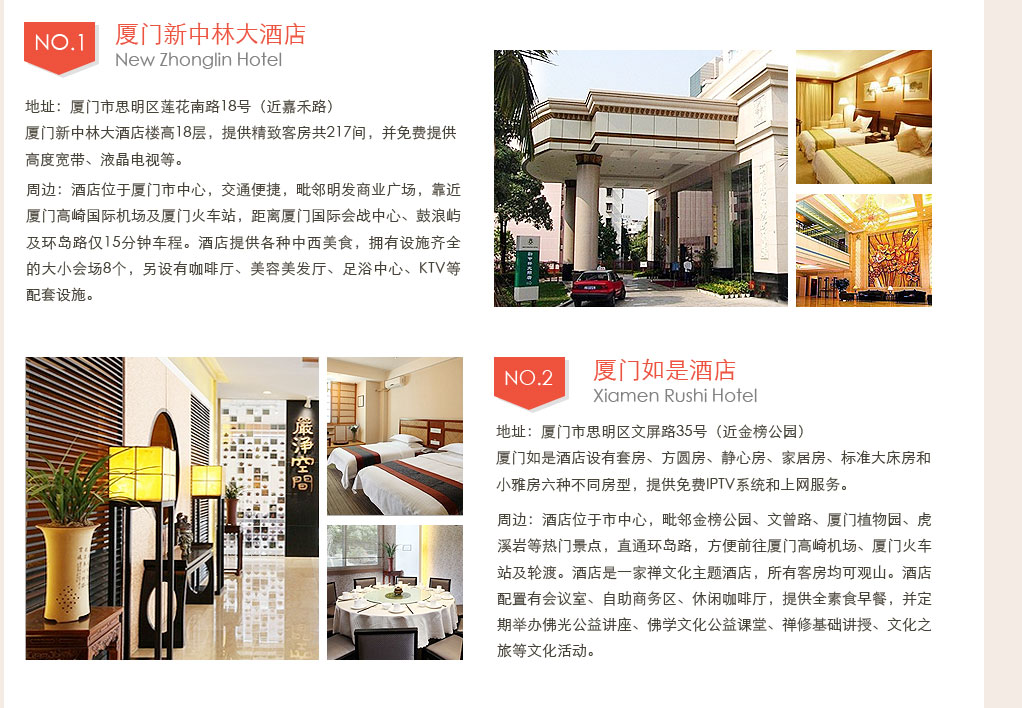 NO.1
厦门新中林大酒店
New Zhonglin Hotel
地址：厦门市思明区莲花南路18号（近嘉禾路）
厦门新中林大酒店楼高18层，提供精致客房共217间，并免费提供
高度宽带、液晶电视等。
周边：酒店位于厦门市中心，交通便捷，毗邻明发商业广场，靠近
厦门高崎国际机场及厦门火车站，距离厦门国际会战中心、鼓浪屿
及环岛路仅15分钟车程。酒店提供各种中西美食，拥有设施齐全
的大小会场8个，另设有咖啡厅、美容美发厅、足浴中心、KTV等
配套设施。
新中林大酒店
嚴淨空間
NO.2
厦门如是酒店
Xiamen Rushi Hotel
地址：厦门市思明区文屏路35号（近金榜公园）
厦门如是酒店设有套房、方圆房、静心房、家居房、标准大床房和
小雅房六种不同房型，提供免费IPTV系统和上网服务。
周边：酒店位于市中心，毗邻金榜公园、文曾路、厦门植物园、虎
溪岩等热门景点，直通环岛路，方便前往厦门高崎机场、厦门火车
站及轮渡。酒店是一家禅文化主题酒店，所有客房均可观山。酒店
配置有会议室、自助商务区、休闲咖啡厅，提供全素食早餐，并定
期举办佛光公益讲座、佛学文化公益课堂、禅修基础讲授、文化之
旅等文化活动。